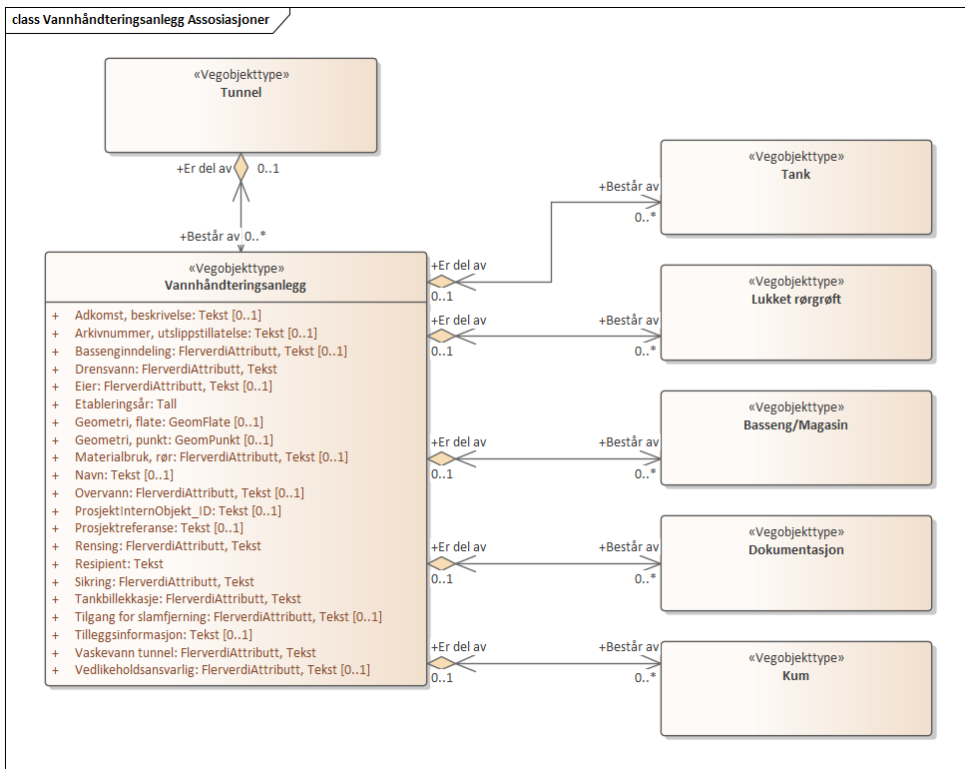 class Vannhåndteringsanlegg Assosiasjoner
«Vegobjekttype»
Tunnel
+Er del av 0..1
+Består av 0..*
«Vegobjekttype»
Vannhåndteringsanlegg
+ Adkomst, beskrivelse: Tekst [0..1]
+ Arkivnummer, utslippstillatelse: Tekst [0..1]
+ Bassenginndeling: FlerverdiAttributt, Tekst [0..1]
+ Drensvann: FlerverdiAttributt, Tekst
+ Eier: FlerverdiAttributt, Tekst [0..1]
+ Etableringsår: Tall
+ Geometri, flate: GeomFlate [0..1]
+ Geometri, punkt: GeomPunkt [0..1]
+ Materialbruk, rør: FlerverdiAttributt, Tekst [0..1]
+ Navn: Tekst [0..1]
+ Overvann: FlerverdiAttributt, Tekst [0..1]
+ ProsjektInternObjekt_ID: Tekst [0..1]
+ Prosjektreferanse: Tekst [0..1]
+ Rensing: FlerverdiAttributt, Tekst
+ Resipient: Tekst
+ Sikring: FlerverdiAttributt, Tekst
+ Tankbillekkasje: FlerverdiAttributt, Tekst
+ Tilgang for slamfjerning: FlerverdiAttributt, Tekst [0..1]
+ Tilleggsinformasjon: Tekst [0..1]
+ Vaskevann tunnel: FlerverdiAttributt, Tekst
+ Vedlikeholdsansvarlig: FlerverdiAttributt, Tekst [0..1]
+Er del av
0..1
+Består av
0..*
«Vegobjekttype»
Tank
+Er del av
0..1
+Består av
0..*
«Vegobjekttype»
Lukket rørgrøft
+Er del av
0..1
+Består av
0..*
«Vegobjekttype»
Basseng/Magasin
+Er del av
0..1
+Består av
0..*
«Vegobjekttype»
Dokumentasjon
+Er del av
0..1
+Består av
0..*
«Vegobjekttype»
Kum